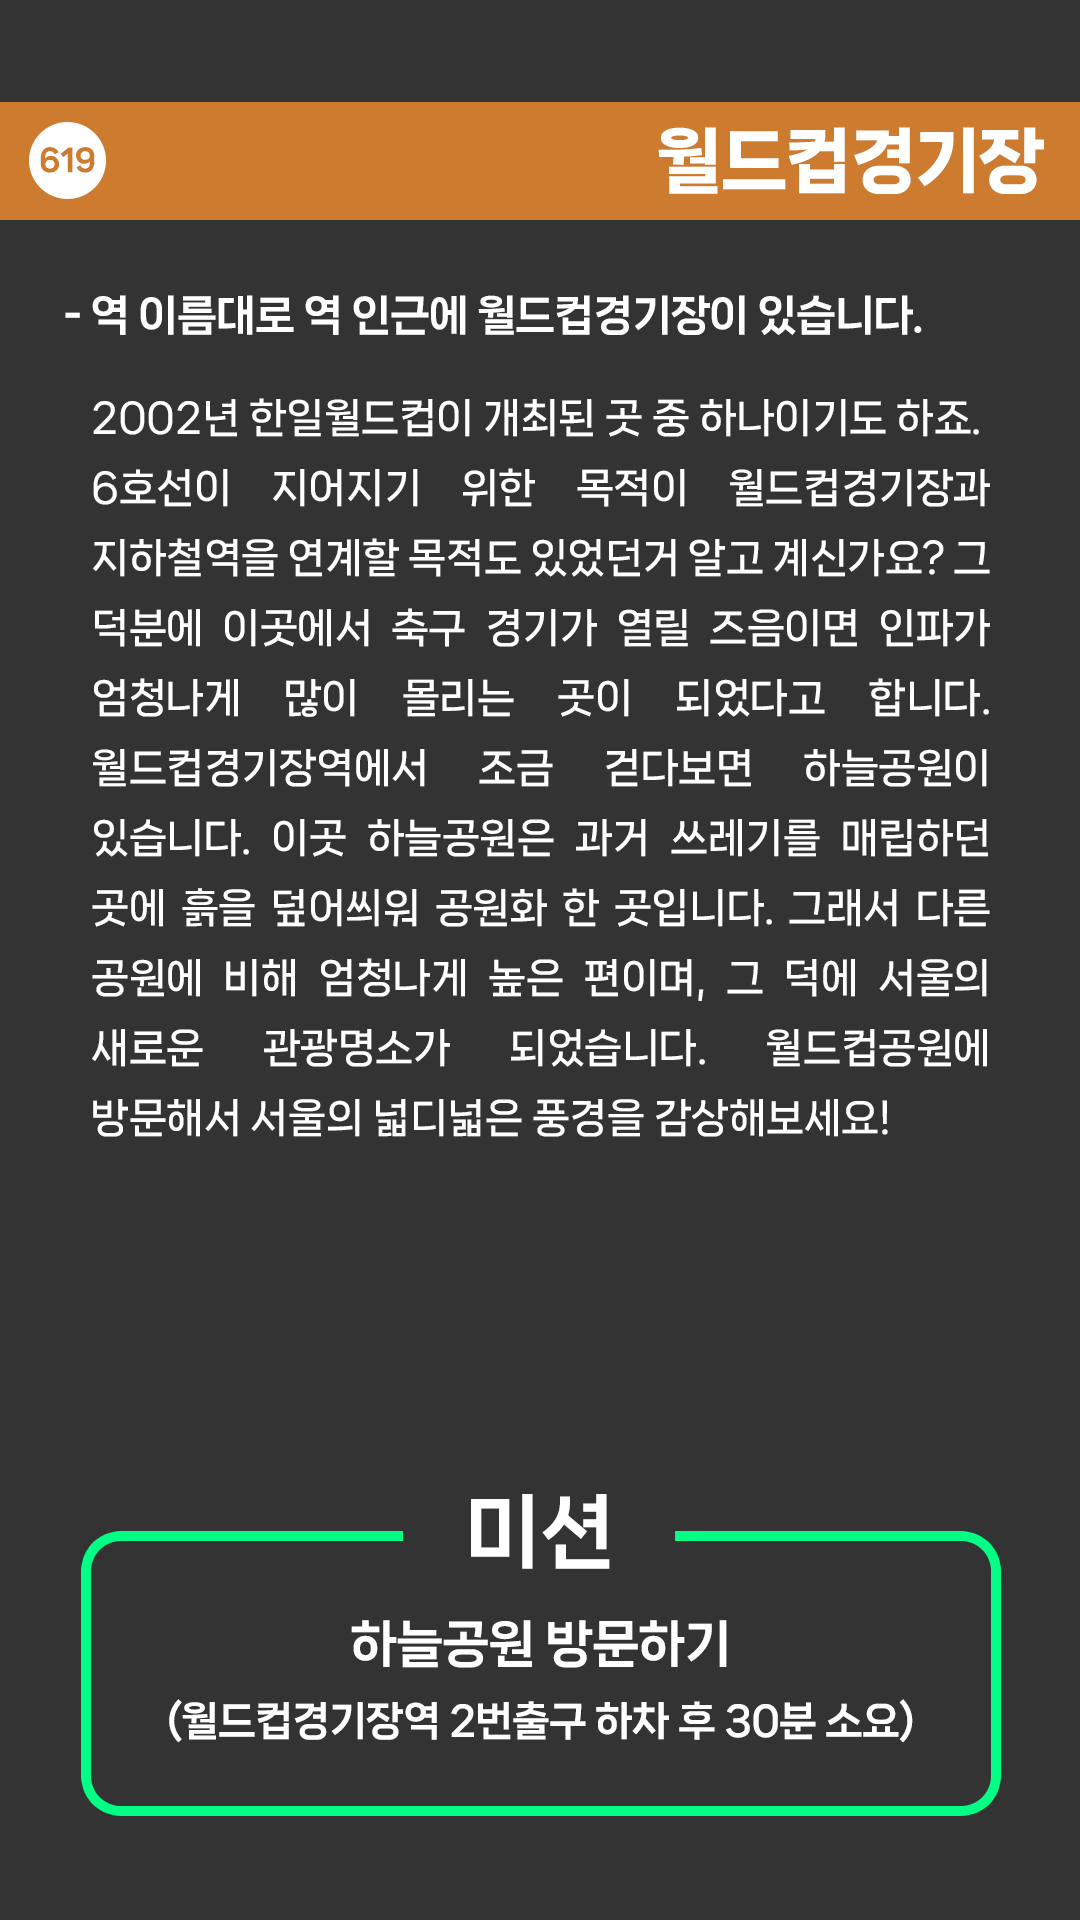 619
월드컵경기장
- 역 이름대로 역 인근에 월드컵경기장이 있습니다.
2002년 한일월드컵이 개최된 곳 중 하나이기도 하죠.
6호선이 지어지기 위한 목적이 월드컵경기장과
지하철역을 연계할 목적도 있었던거 알고 계신가요? 그
덕분에 이곳에서 축구 경기가 열릴 즈음이면 인파가
엄청나게 많이 몰리는 곳이 되었다고 합니다.
월드컵경기장역에서 조금 걷다보면 하늘공원이
있습니다. 이곳 하늘공원은 과거 쓰레기를 매립하던
곳에 흙을 덮어씌워 공원화 한 곳입니다. 그래서 다른
공원에 비해 엄청나게 높은 편이며, 그 덕에 서울의
새로운 관광명소가 되었습니다. 월드컵공원에
방문해서 서울의 넓디넓은 풍경을 감상해보세요!
미션
하늘공원 방문하기
(월드컵경기장역 2번출구 하차 후 30분 소요)